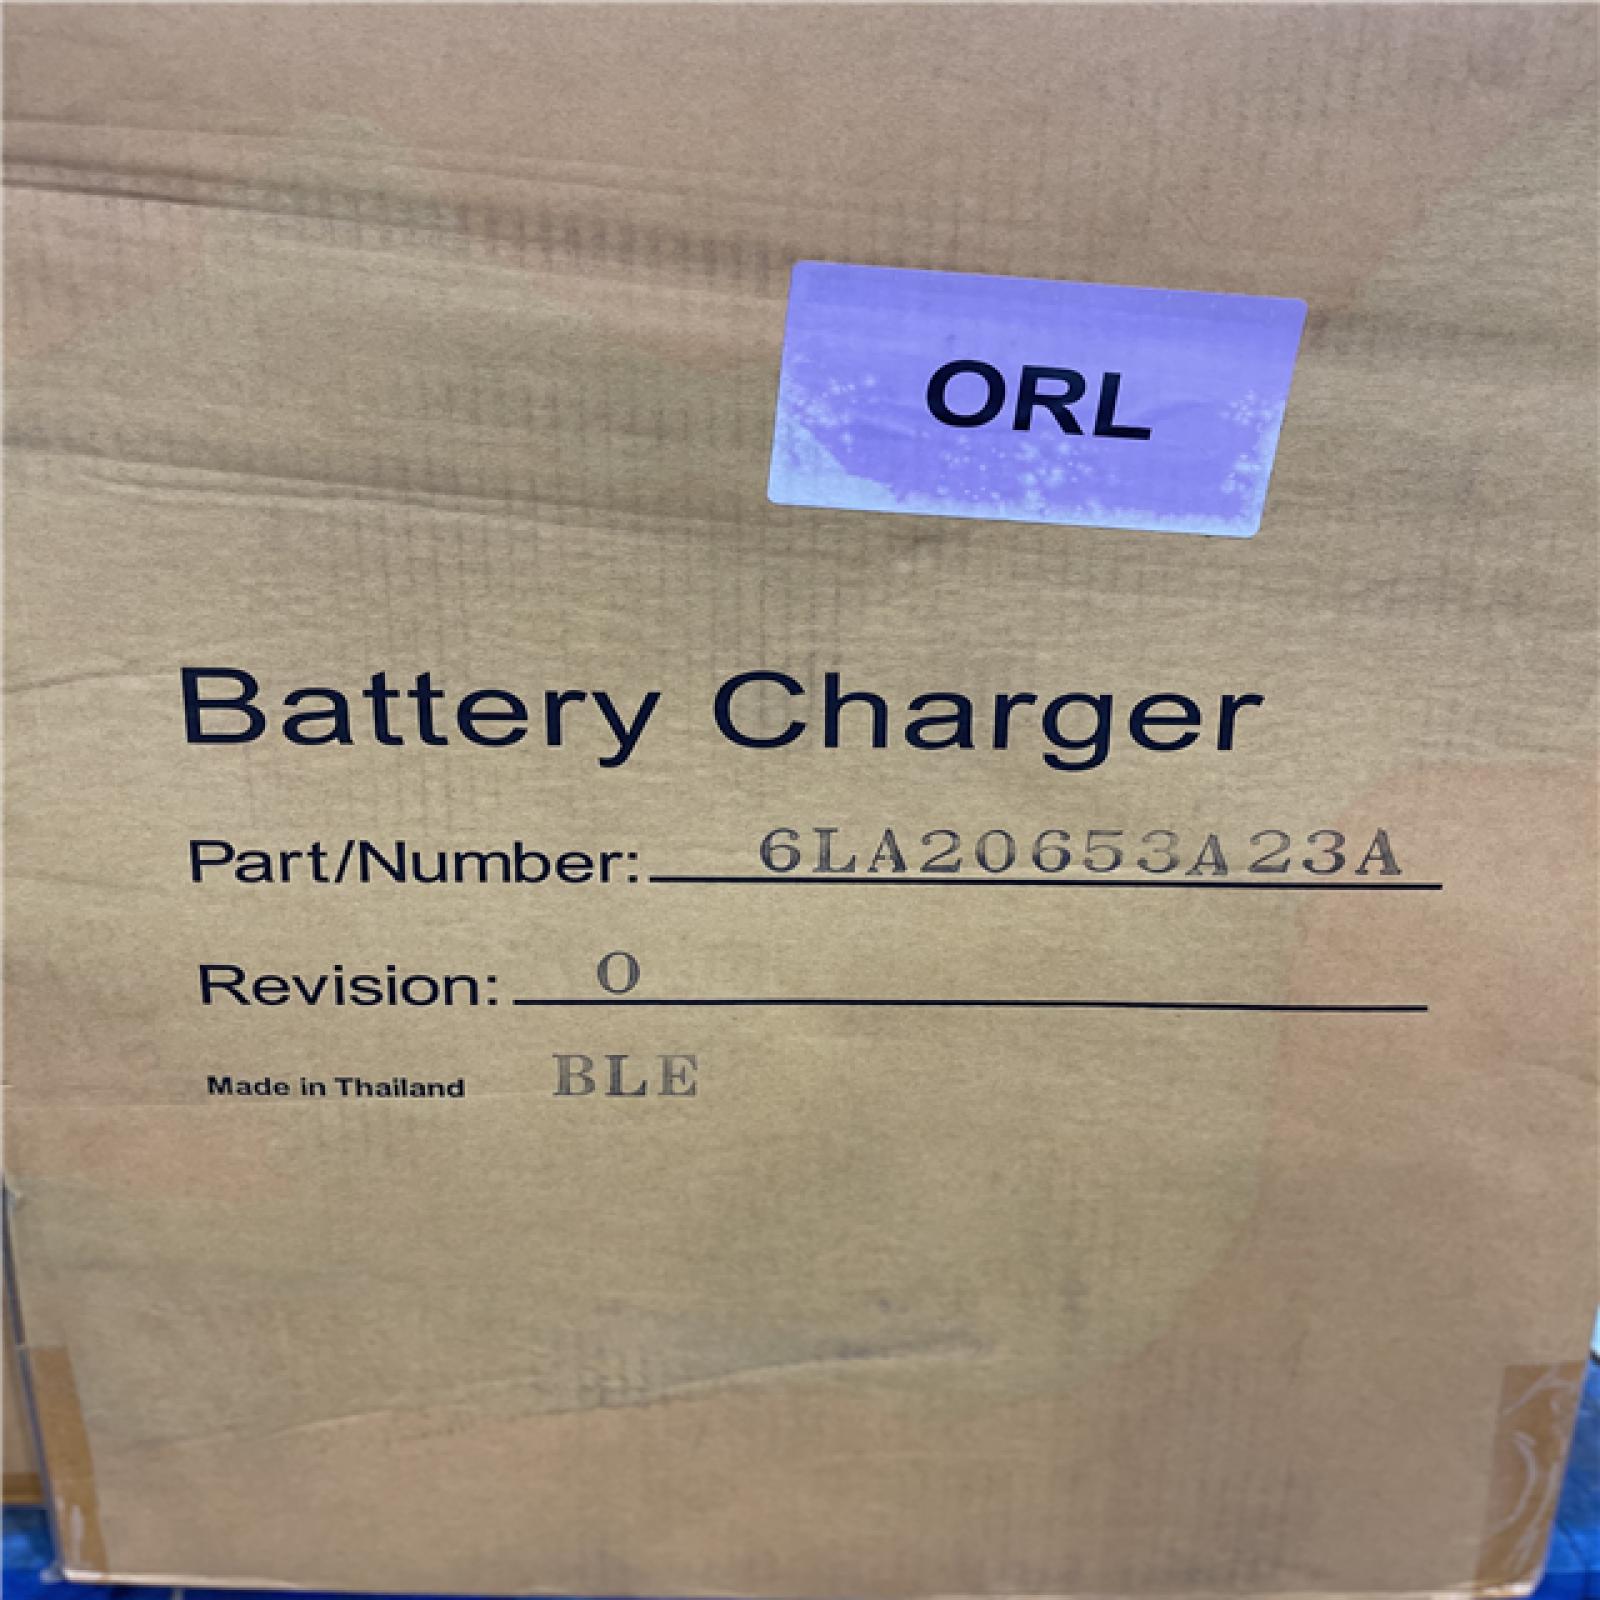 ORL
Battery Charger
Part/Number: 6LA20653A23A
Revision: 0
Made in Thailand BLE